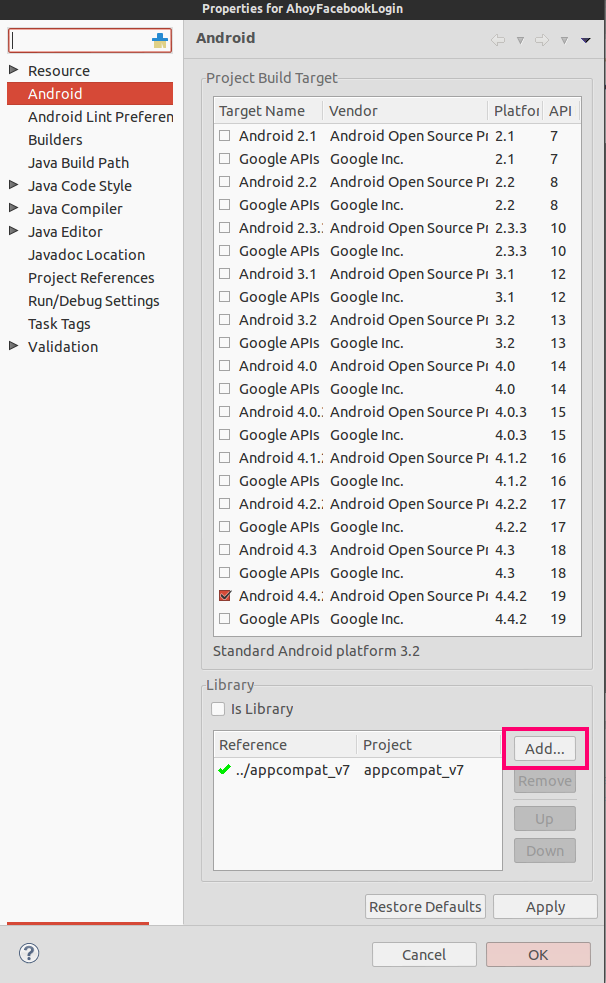 Properties for AhoyFacebookLogin
Resource
Android
Android Lint Preferen
Builders
Java Build Path
Java Code Style
Java Compiler
Java Editor
Javadoc Location
Project References
Run/Debug Settings
Task Tags
Validation
Android
Project Build Target
Target Name Vendor Platfor API
Android 2.1 Android Open Source Pr 2.1 7
Google APIs Google Inc. 2.1 7
Android 2.2 Android Open Source Pr 2.2 8
Google APIs Google Inc. 2.2 8
Android 2.3.3 Android Open Source Pr 2.3.3 10
Google APIs Google Inc. 2.3.3 10
Android 3.1 Android Open Source Pr 3.1 12
Google APIs Google Inc. 3.1 12
Android 3.2 Android Open Source Pr 3.2 13
Google APIs Google Inc. 3.2 13
Android 4.0 Android Open Source Pr 4.0 14
Google APIs Google Inc. 4.0 14
Android 4.0.3 Android Open Source Pr 4.0.3 15
Google APIs Google Inc. 4.0.3 15
Android 4.1.2 Android Open Source Pr 4.1.2 16
Google APIs Google Inc. 4.1.2 16
Android 4.2.2 Android Open Source Pr 4.2.2 17
Google APIs Google Inc. 4.2.2 17
Android 4.3 Android Open Source Pr 4.3 18
Google APIs Google Inc. 4.3 18
Android 4.4.2 Android Open Source Pr 4.4.2 19
Google APIs Google Inc. 4.4.2 19
Standard Android platform 3.2
Library
Is Library
Reference Project
../appcompat_v7 appcompat_v7
Add...
Remove
Up
Down
Restore Defaults Apply
? Cancel OK